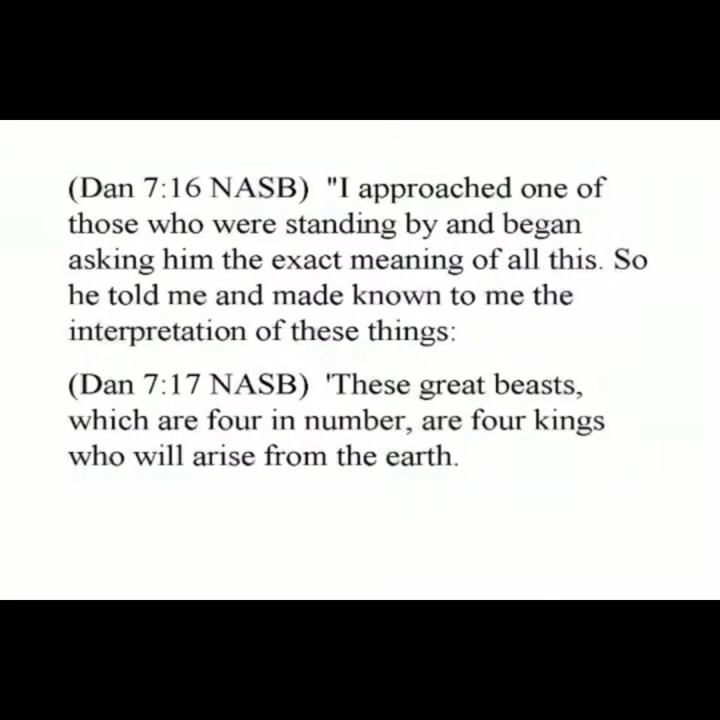 (Dan 7:16 NASB)  "I approached one of
those who were standing by and began
asking him the exact meaning of all this. So
he told me and made known to me the
interpretation of these things:
(Dan 7:17 NASB)  'These great beasts,
which are four in number, are four kings
who will arise from the earth.